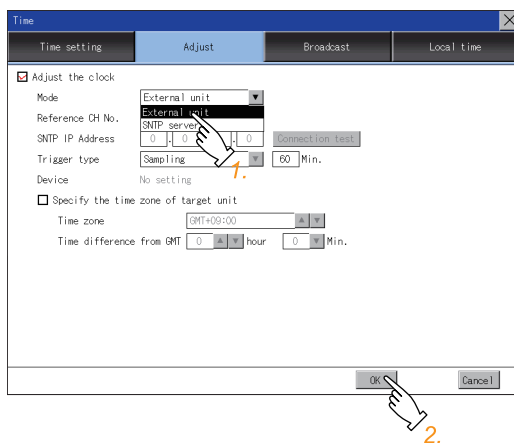 Time
Time setting Adjust Broadcast Local time
Adjust the clock
Mode External unit
External unit
Reference CH No.
SNTP server
SNTP IP Address 0 . 0 . 0 Connection test
1.
Trigger type Sampling 60 Min.
Device No setting
Specify the time zone of target unit
Time zone GMT+09:00
Time difference from GMT 0 hour 0 Min.
OK Cancel
2.